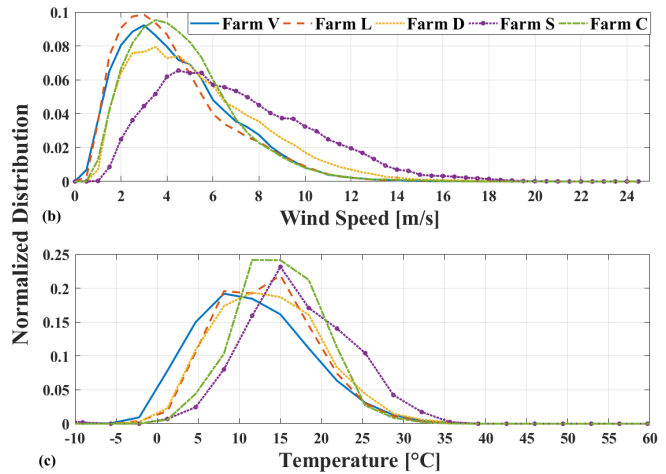 Farm V Farm L Farm D Farm S Farm C
0.1
0.08
0.06
0.04
0.02
0
0 2 4 6 8 10 12 14 16 18 20 22 24
(b)
Wind Speed [m/s]
Normalized Distribution
0.25
0.2
0.15
0.1
0.05
0
-10 -5 0 5 10 15 20 25 30 35 40 45 50 55 60
(c)
Temperature [°C]